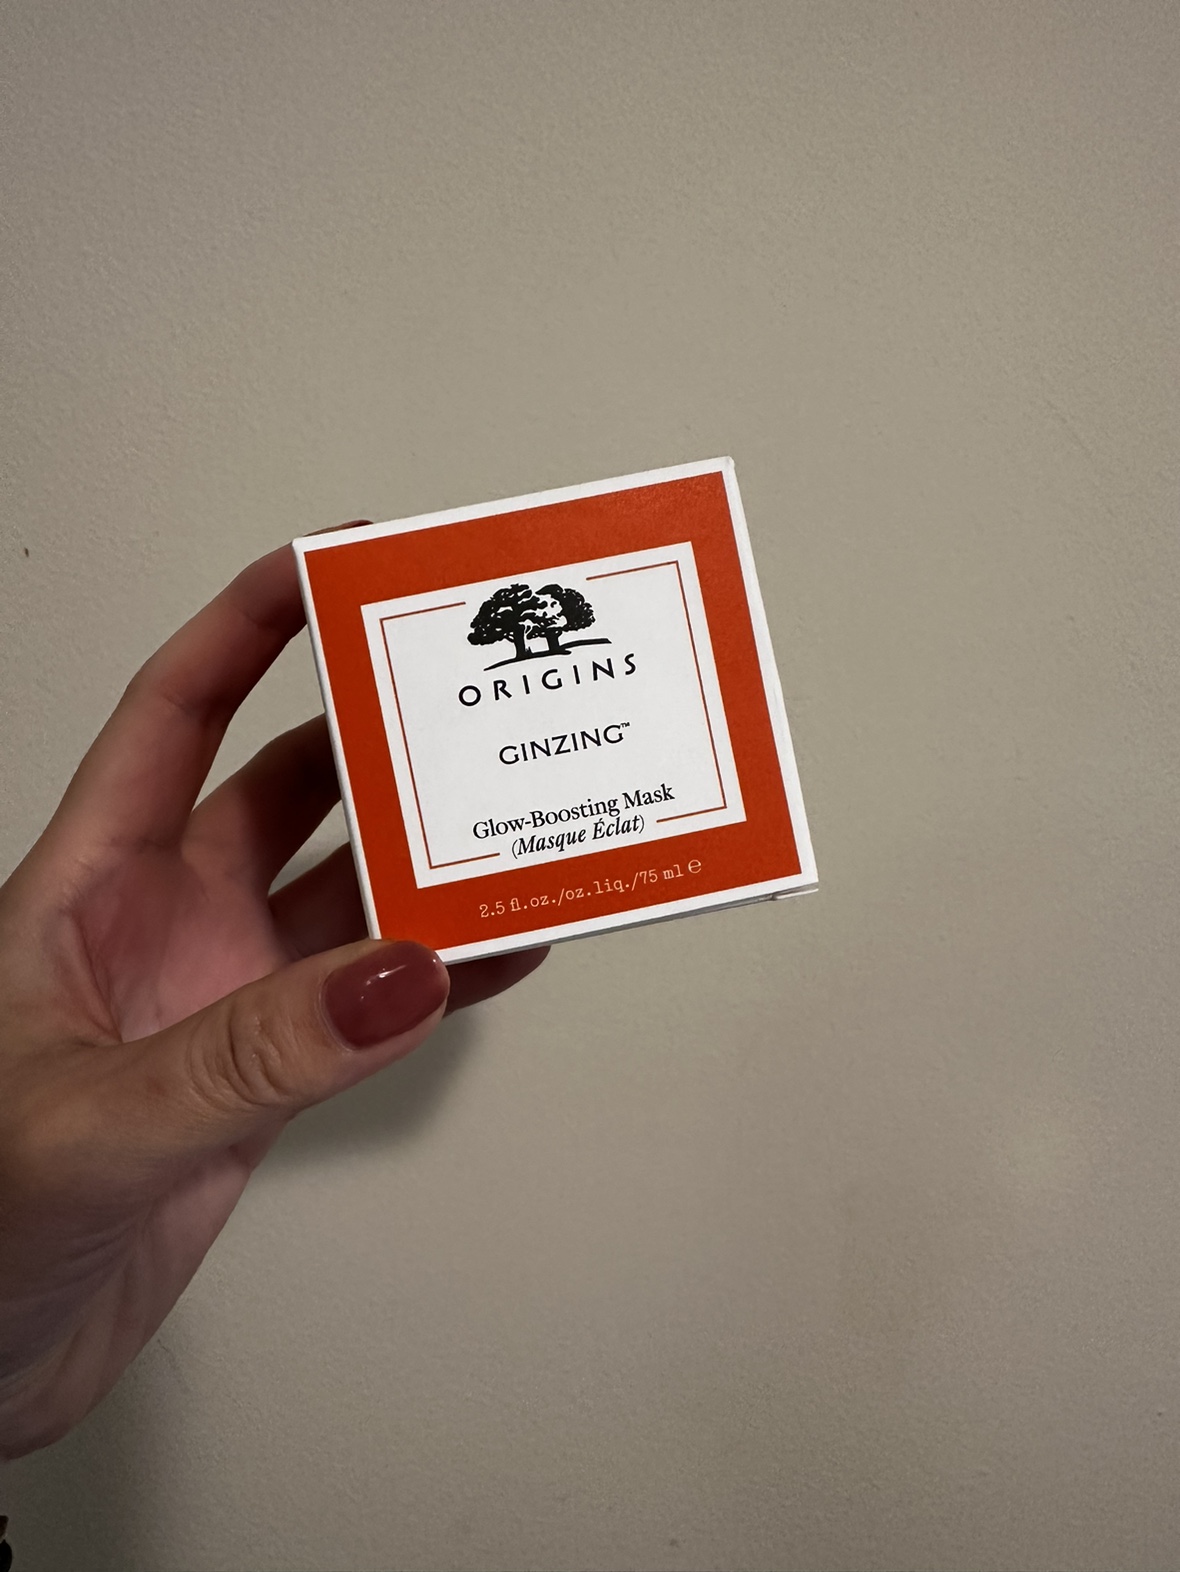 ORIGINS
GINZING™
Glow-Boosting Mask
(Masque Éclat)
2.5 fl.oz./oz.liq./75 ml ℮